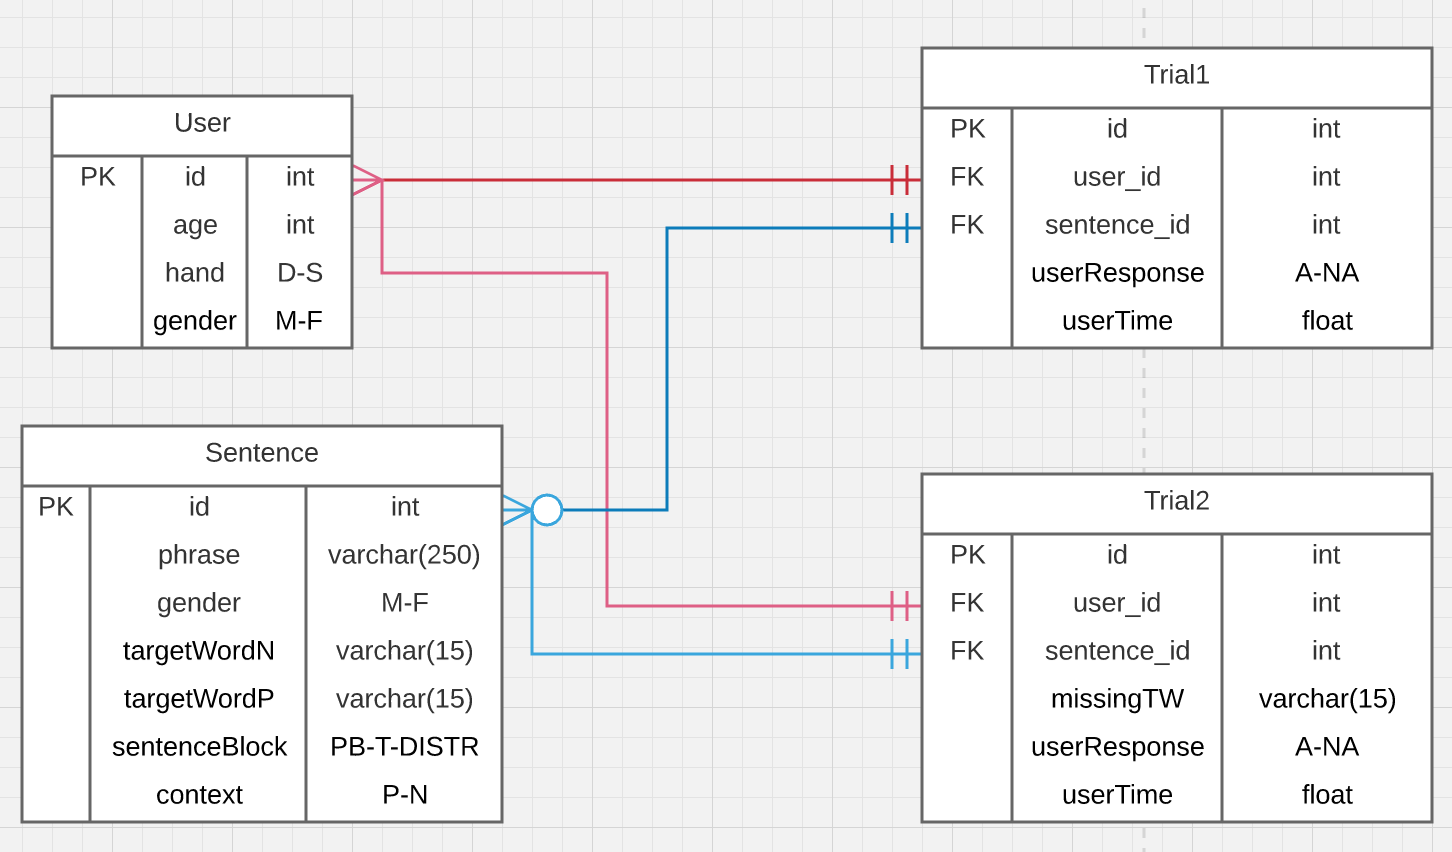 User
PK id int
age int
hand D-S
gender M-F
Sentence
PK id int
phrase varchar(250)
gender M-F
targetWordN varchar(15)
targetWordP varchar(15)
sentenceBlock PB-T-DISTR
context P-N
Trial1
PK id int
FK user_id int
FK sentence_id int
userResponse A-NA
userTime float
Trial2
PK id int
FK user_id int
FK sentence_id int
missingTW varchar(15)
userResponse A-NA
userTime float